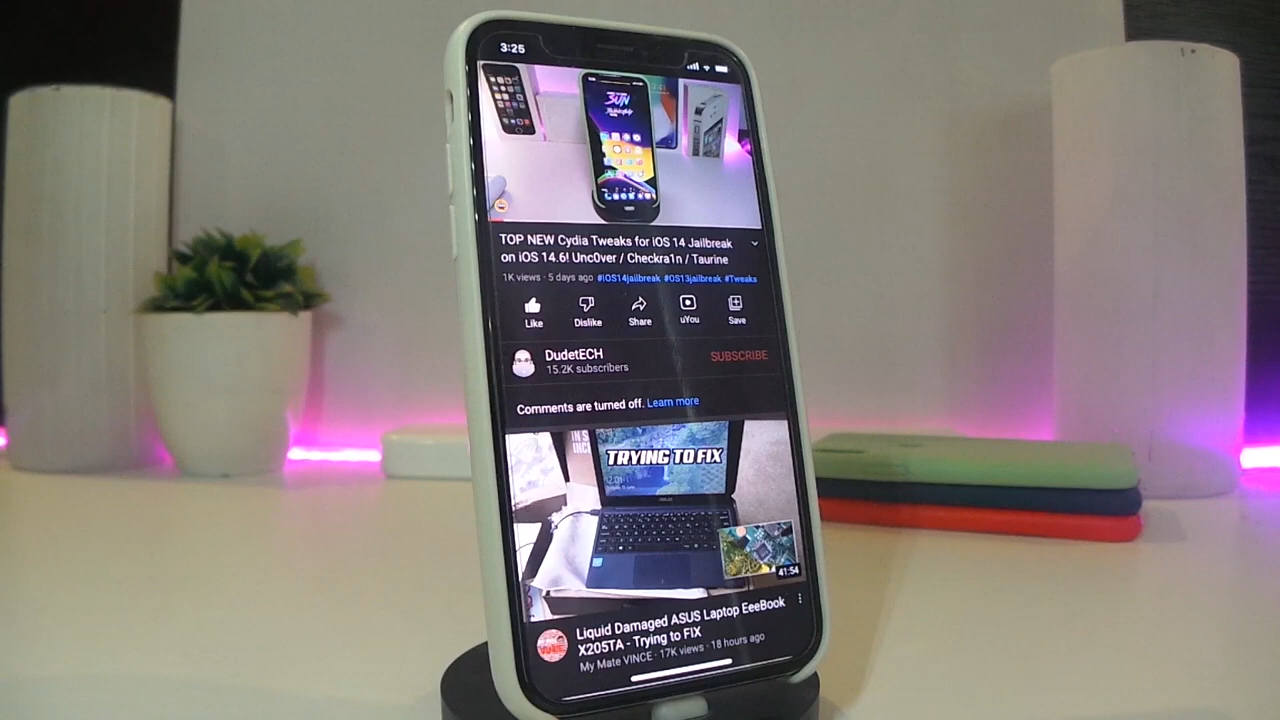 3:25
SUN
TOP NEW Cydia Tweaks for iOS 14 Jailbreak
on iOS 14.6! Unc0ver / Checkra1n / Taurine
1K views · 5 days ago #iOS14jailbreak #OS13jailbreak #Tweaks
Like
Dislike
Share
uYou
Save
DudetECH
SUBSCRIBE
15.2K subscribers
Comments are turned off. Learn more
TRYING TO FIX
ASUS
41:54
Liquid Damaged ASUS Laptop EeeBook
X205TA - Trying to FIX
My Mate VINCE · 17K views · 18 hours ago